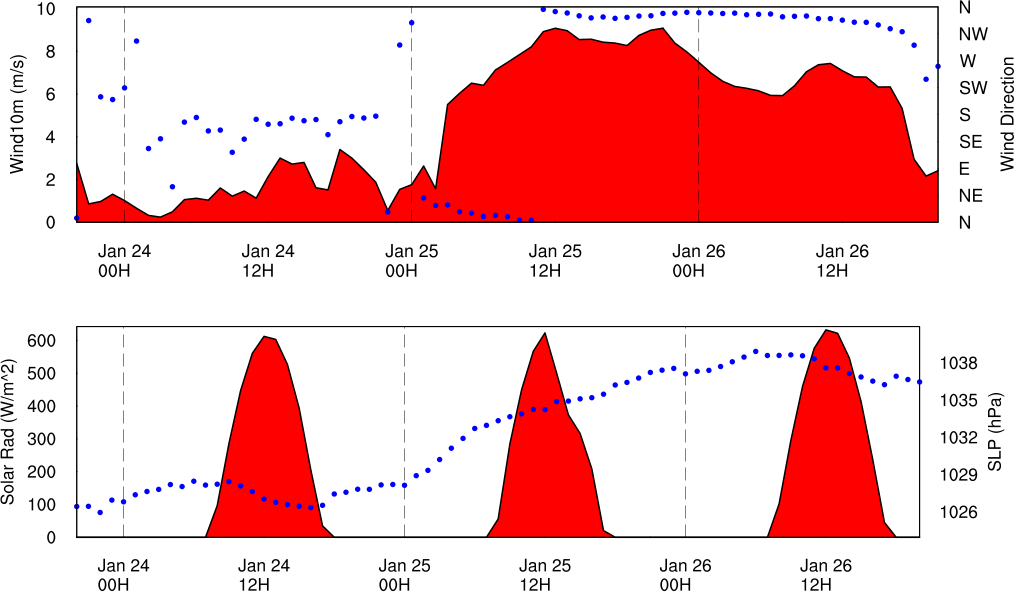 10
8
6
4
2
0
Wind10m (m/s)
N
NW
W
SW
S
SE
E
NE
N
Wind Direction
Jan 24
00H
Jan 24
12H
Jan 25
00H
Jan 25
12H
Jan 26
00H
Jan 26
12H
600
500
400
300
200
100
0
Solar Rad (W/m^2)
1038
1035
1032
1029
1026
SLP (hPa)
Jan 24
00H
Jan 24
12H
Jan 25
00H
Jan 25
12H
Jan 26
00H
Jan 26
12H